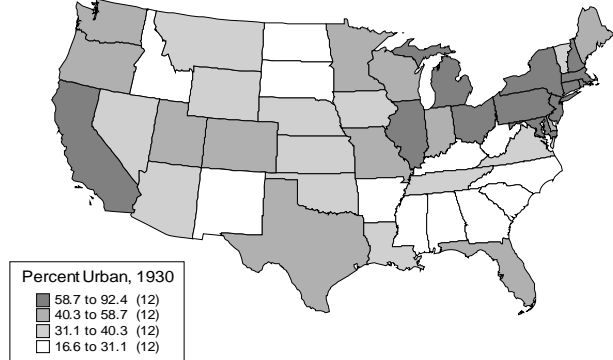 Percent Urban, 1930
58.7 to 92.4 (12)
40.3 to 58.7 (12)
31.1 to 40.3 (12)
16.6 to 31.1 (12)